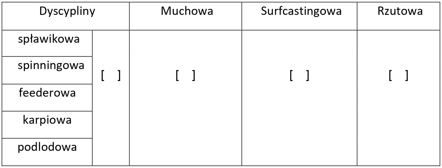 Dyscypliny Muchowa Surfcastingowa Rzutowa
spławikowa
spinningowa
[ ] [ ] [ ] [ ]
feederowa
karpiowa
podlodowa